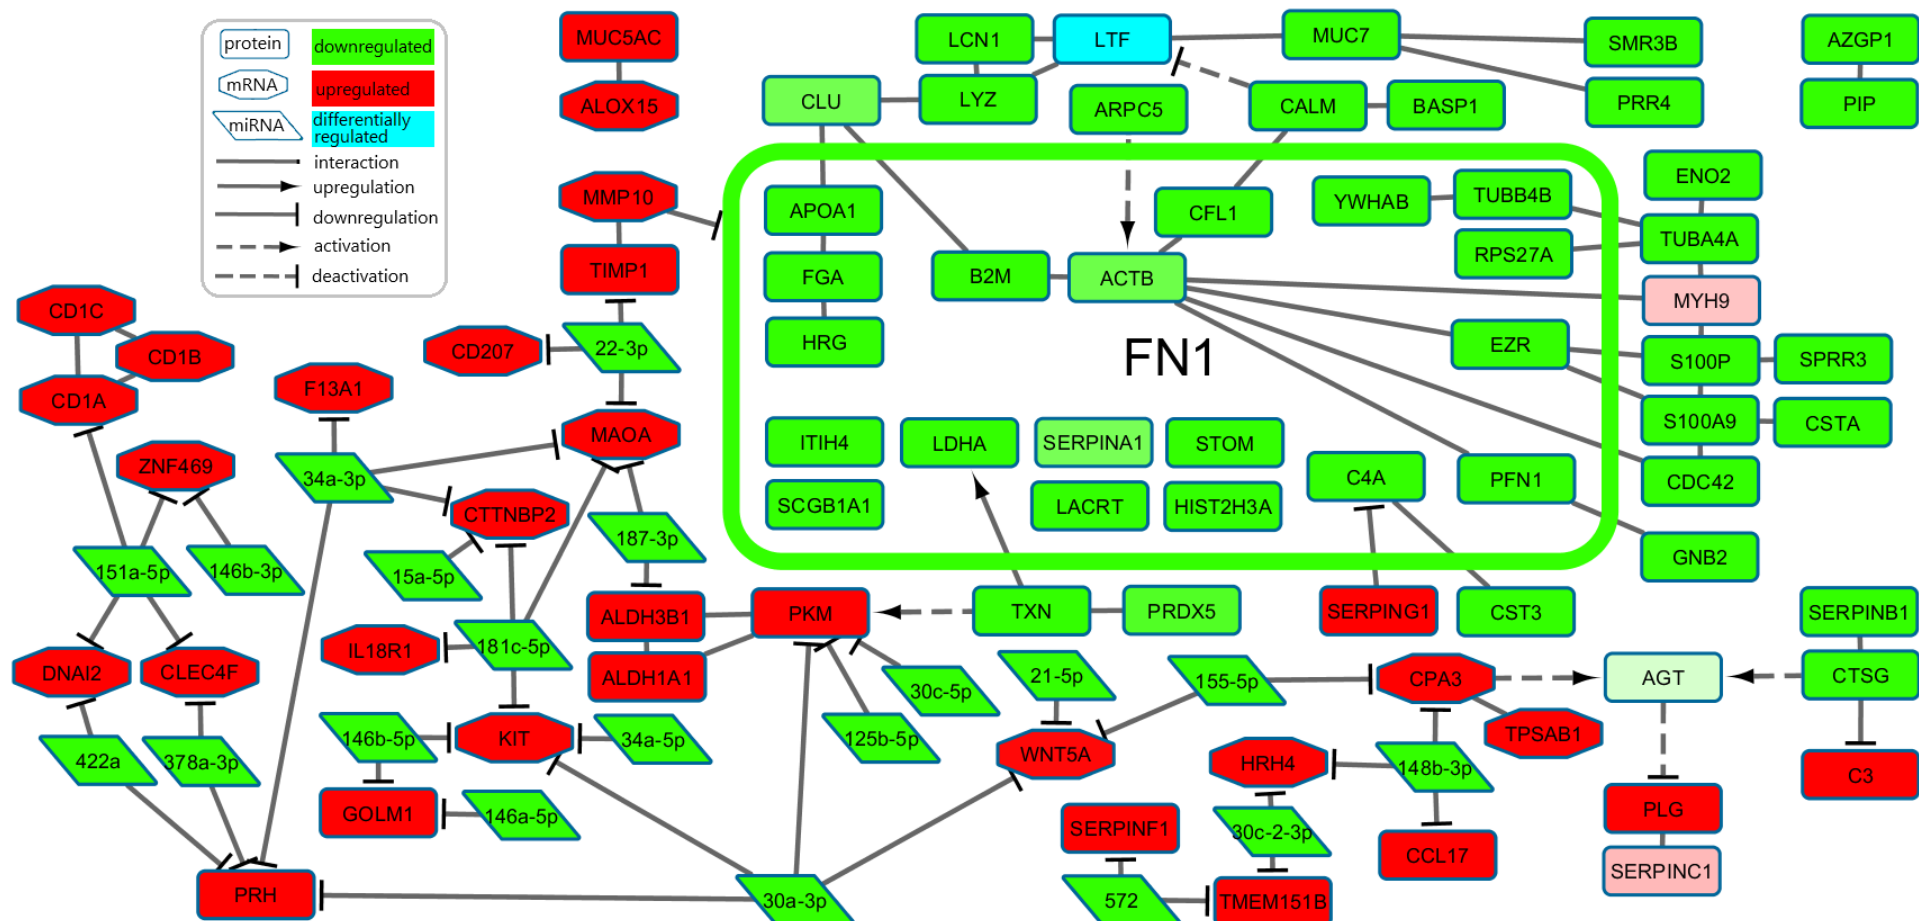 protein
downregulated
mRNA
upregulated
miRNA
differentially
regulated
interaction
upregulation
downregulation
activation
deactivation
MUC5AC
ALOX15
LCN1
LTF
MUC7
SMR3B
AZGP1
CLU
LYZ
ARPC5
CALM
BASP1
PRR4
PIP
MMP10
TIMP1
APOA1
CFL1
YWHAB
TUBB4B
ENO2
FGA
B2M
ACTB
RPS27A
TUBA4A
HRG
FN1
EZR
MYH9
S100P
SPRR3
S100A9
CSTA
CDC42
GNB2
ITIH4
LDHA
SERPINA1
STOM
C4A
PFN1
SCGB1A1
LACRT
HIST2H3A
CD1C
CD1B
CD1A
CD207
22-3p
F13A1
MAOA
ZNF469
34a-3p
CTTNBP2
187-3p
151a-5p
146b-3p
15a-5p
ALDH3B1
PKM
TXN
PRDX5
SERPING1
CST3
SERPINB1
IL18R1
181c-5p
ALDH1A1
DNAI2
CLEC4F
30c-5p
21-5p
155-5p
CPA3
AGT
CTSG
146b-5p
KIT
34a-5p
125b-5p
WNT5A
TPSAB1
422a
378a-3p
HRH4
148b-3p
C3
GOLM1
146a-5p
SERPINF1
30c-2-3p
PLG
CCL17
SERPINC1
PRH
30a-3p
572
TMEM151B